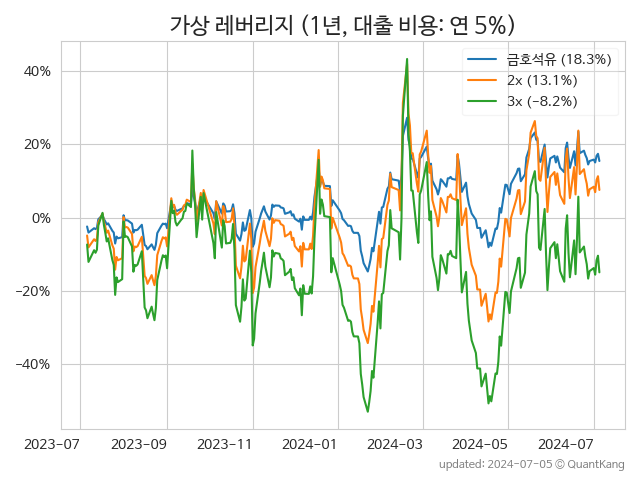 가상 레버리지 (1년, 대출 비용: 연 5%)
금호석유 (18.3%)
2x (13.1%)
3x (−8.2%)
40%
20%
0%
−20%
−40%
2023-07 2023-09 2023-11 2024-01 2024-03 2024-05 2024-07
updated: 2024-07-05 © QuantKang